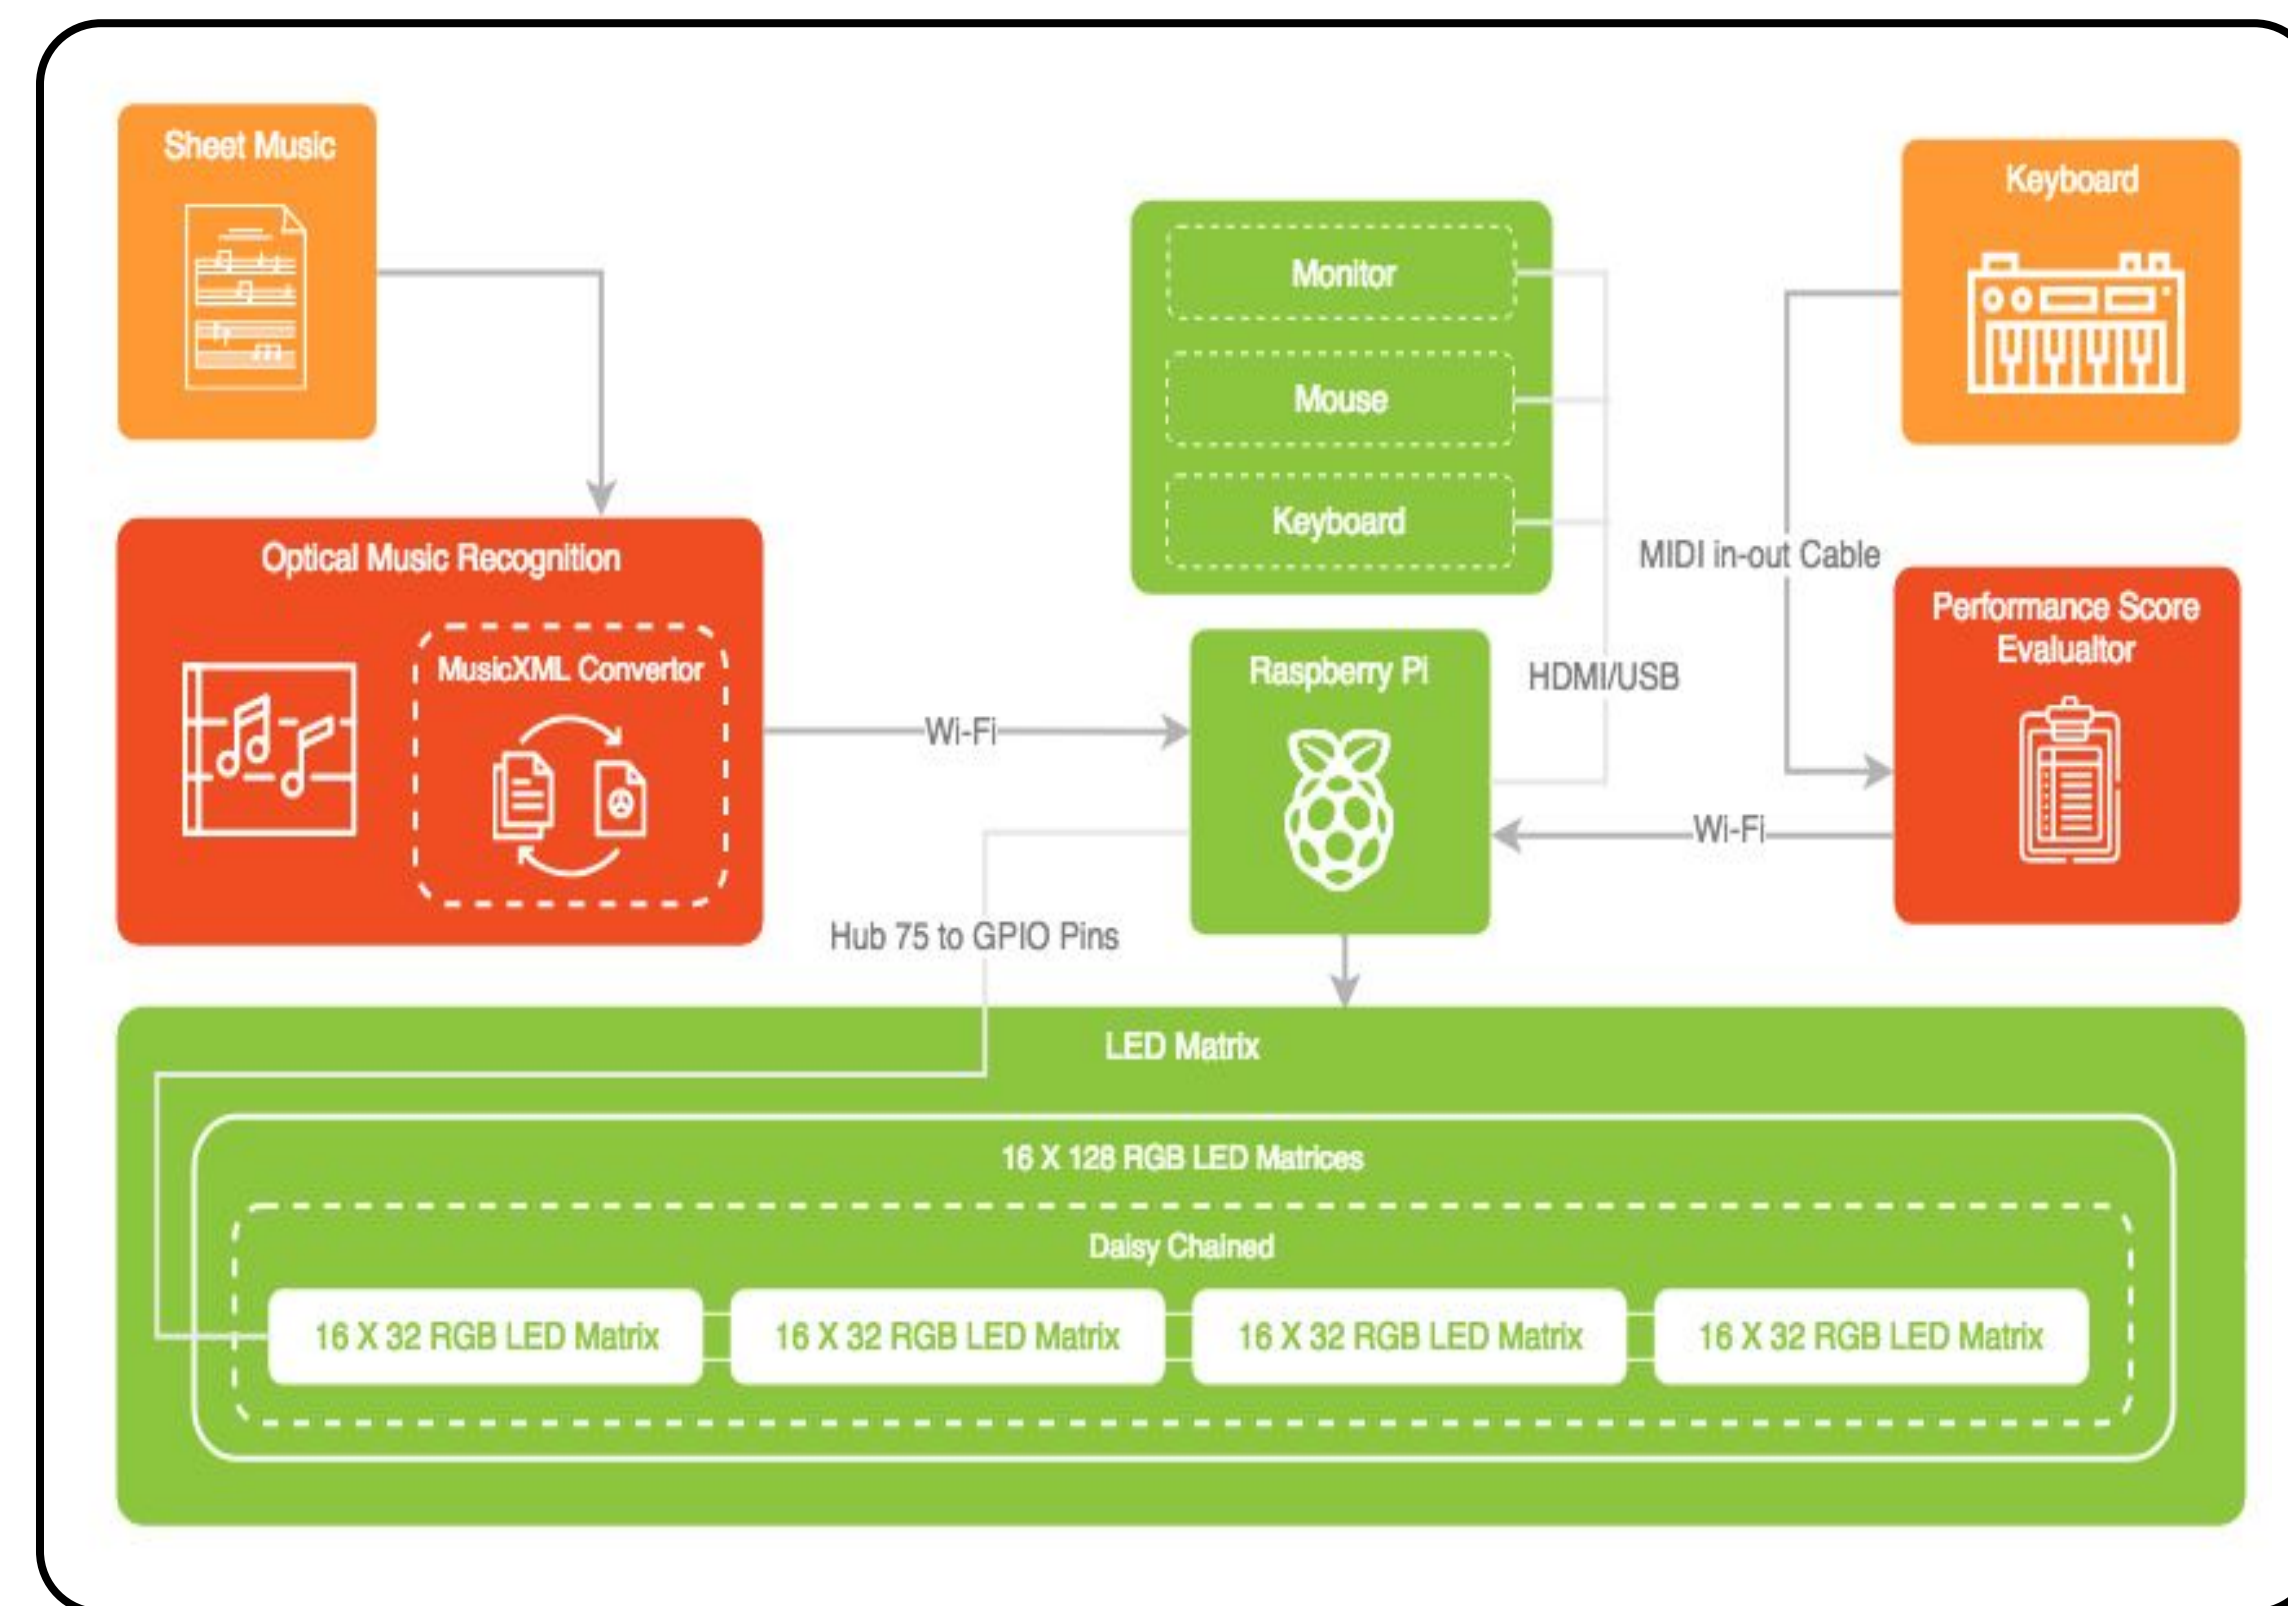 Sheet Music
Keyboard
Monitor
Mouse
Keyboard
Optical Music Recognition
MusicXML Convertor
MIDI in-out Cable
Performance Score
Evalualtor
Raspberry Pi
HDMI/USB
Wi-Fi
Wi-Fi
Hub 75 to GPIO Pins
LED Matrix
16 X 128 RGB LED Matrices
Daisy Chained
16 X 32 RGB LED Matrix
16 X 32 RGB LED Matrix
16 X 32 RGB LED Matrix
16 X 32 RGB LED Matrix